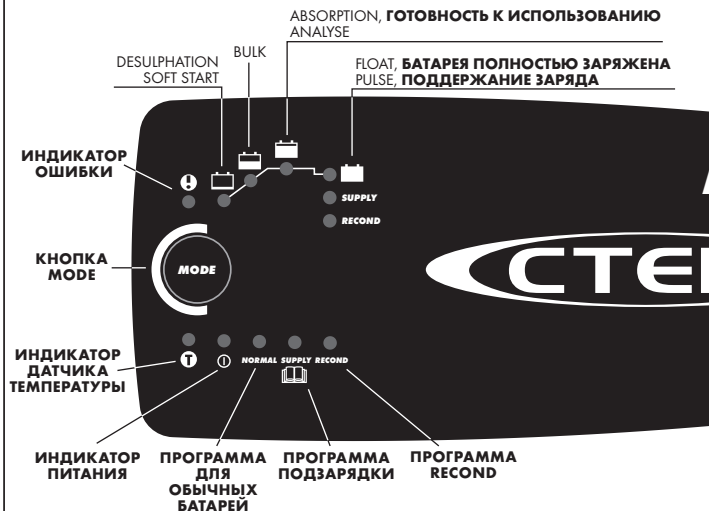 ABSORPTION, ГОТОВНОСТЬ К ИСПОЛЬЗОВАНИЮ
ANALYSE
BULK
DESULPHATION
SOFT START
FLOAT, БАТАРЕЯ ПОЛНОСТЬЮ ЗАРЯЖЕНА
PULSE, ПОДДЕРЖАНИЕ ЗАРЯДА
ИНДИКАТОР
ОШИБКИ
SUPPLY
RECOND
КНОПКА
MODE
MODE
CTE
ИНДИКАТОР
ДАТЧИКА
ТЕМПЕРАТУРЫ
T
NORMAL SUPPLY RECOND
ИНДИКАТОР
ПИТАНИЯ
ПРОГРАММА
ДЛЯ
ОБЫЧНЫХ
БАТАРЕЙ
ПРОГРАММА
ПОДЗАРЯДКИ
ПРОГРАММА
RECOND